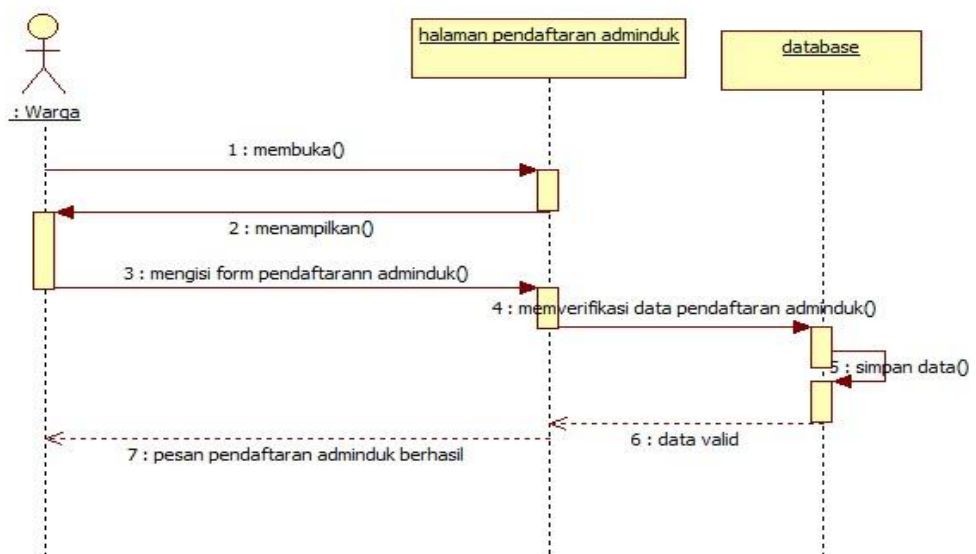 halaman pendaftaran adminduk
database
: Warga
1 : membuka()
2 : menampilkan()
3 : mengisi form pendaftarann adminduk()
4 : memverifikasi data pendaftaran adminduk()
5 : simpan data()
6 : data valid
7 : pesan pendaftaran adminduk berhasil